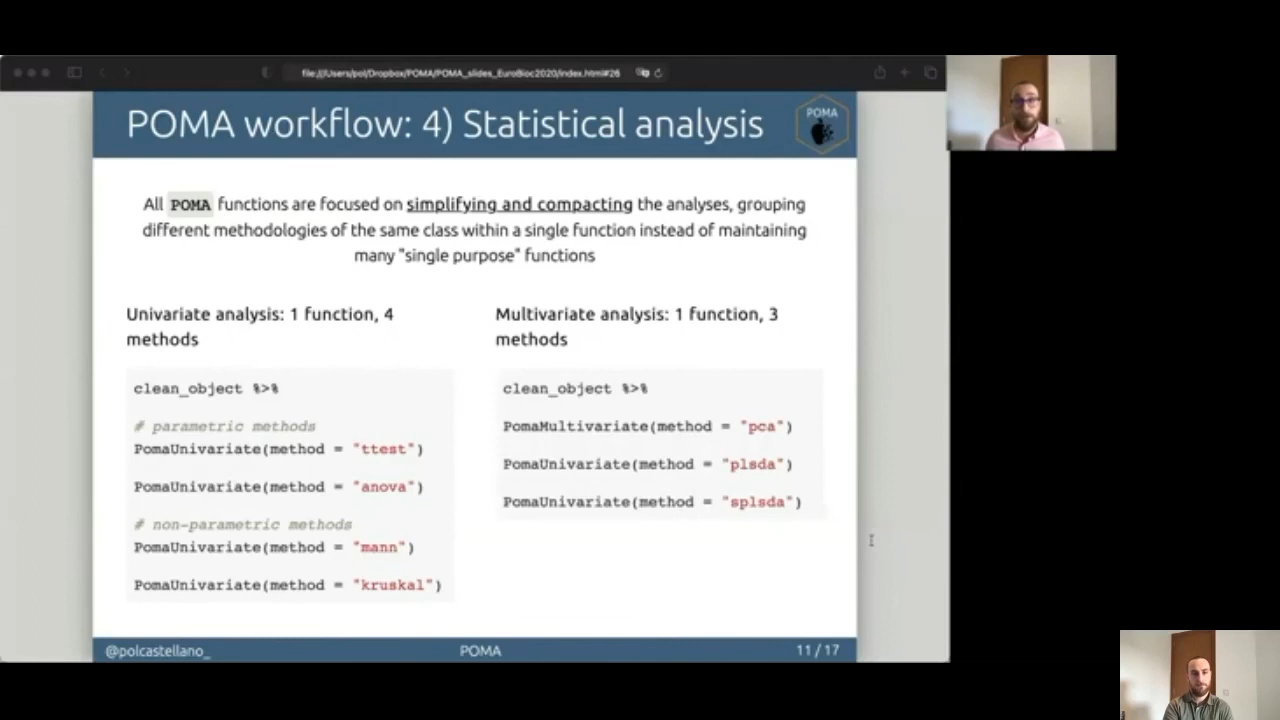 file:///Users/pol/Dropbox/POMA/POMA_slides_EuroBioc2020/index.html#26
POMA workflow: 4) Statistical analysis
POMA
All POMA functions are focused on simplifying and compacting the analyses, grouping
different methodologies of the same class within a single function instead of maintaining
many "single purpose" functions
Univariate analysis: 1 function, 4
methods
clean_object %>%
# parametric methods
PomaUnivariate(method = "ttest")
PomaUnivariate(method = "anova")
# non-parametric methods
PomaUnivariate(method = "mann")
PomaUnivariate(method = "kruskal")
Multivariate analysis: 1 function, 3
methods
clean_object %>%
PomaMultivariate(method = "pca")
PomaUnivariate(method = "plsda")
PomaUnivariate(method = "splsda")
@polcastellano_
POMA
11 / 17